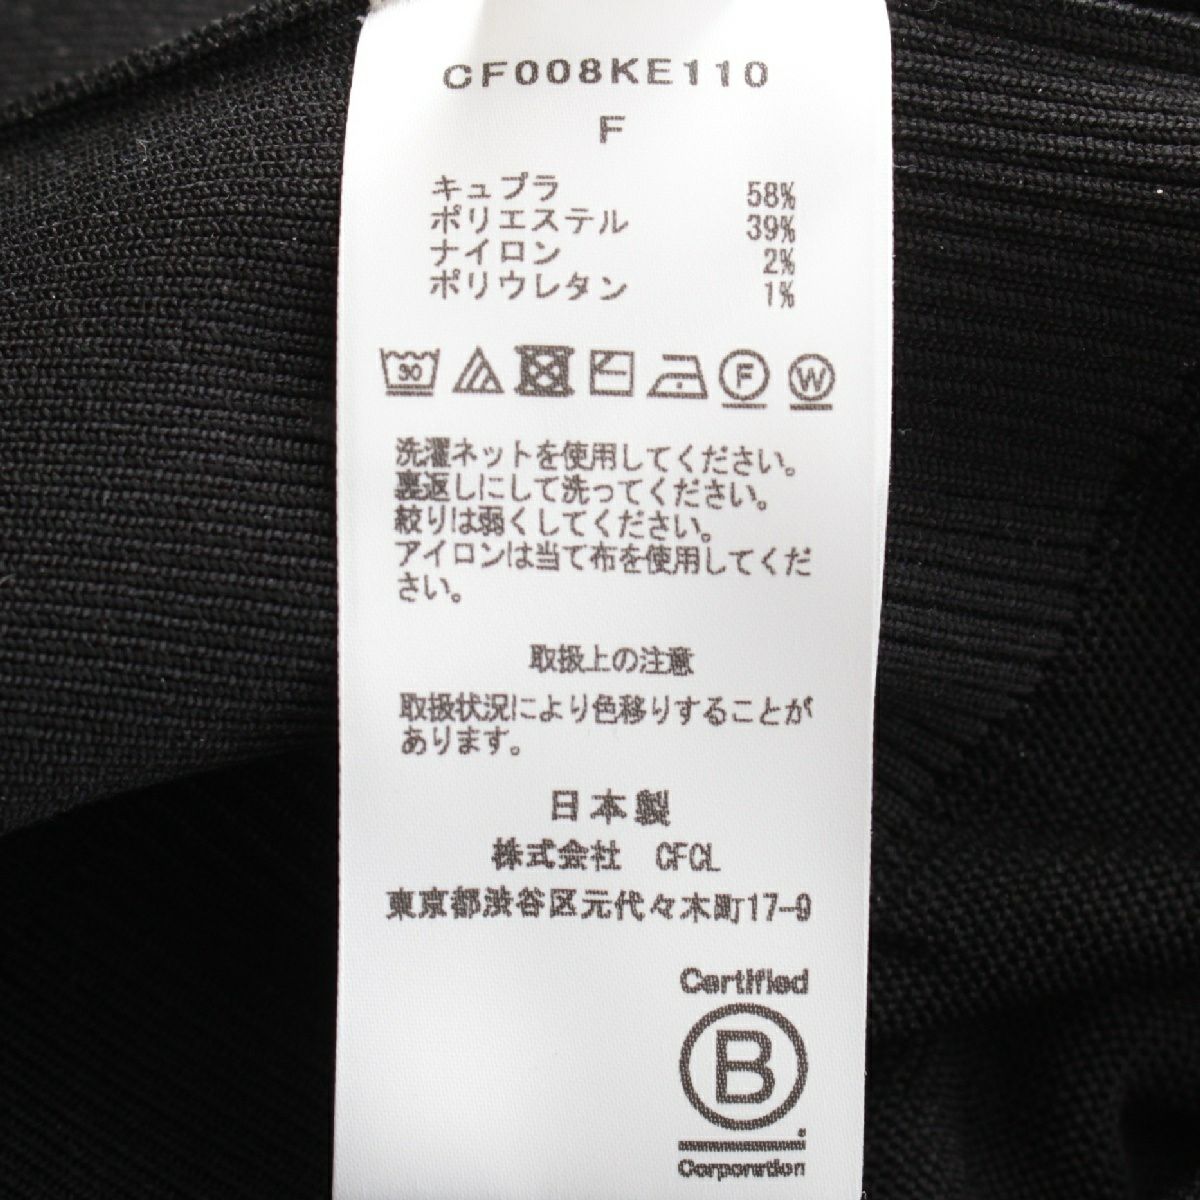 CF008KE110
F
キュプラ 58%
ポリエステル 39%
ナイロン 2%
ポリウレタン 1%
30 F W
洗濯ネットを使用してください。
裏返しにして洗ってください。
絞りは弱くしてください。
アイロンは当て布を使用してくだ
さい。
取扱上の注意
取扱状況により色移りすることが
あります。
日本製
株式会社 CFCL
東京都渋谷区元代々木町17-9
Certified
B
Corporation